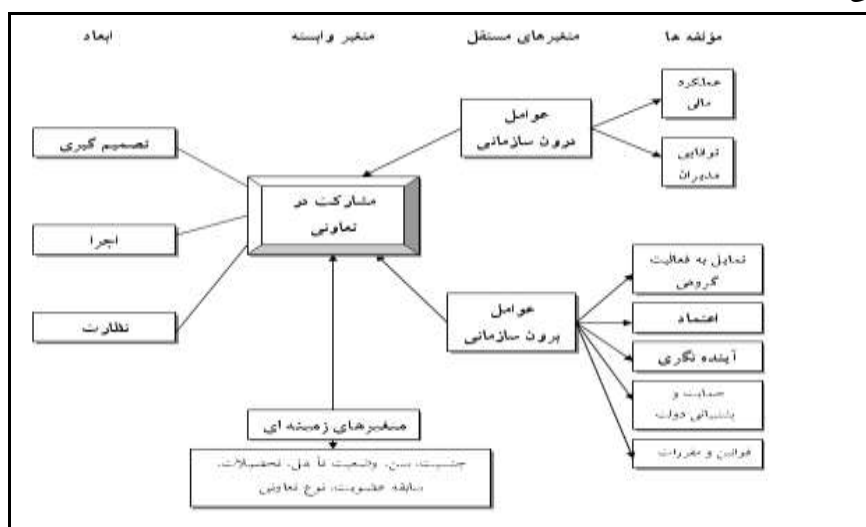 مؤلفه ها
متغیرهای مستقل
متغیر وابسته
ابعاد
عملکرد
مالی
توانایی
مدیران
عوامل
درون سازمانی
تصمیم گیری
مشارکت در
تعاونی
اجرا
نظارت
عوامل
برون سازمانی
تمایل به فعالیت
گروهی
اعتماد
آینده نگری
حمایت و
پشتیبانی دولت
قوانین و مقررات
متغیرهای زمینه ای
جنسیت، سن، وضعیت تأهل، تحصیلات،
سابقه عضویت، نوع تعاونی